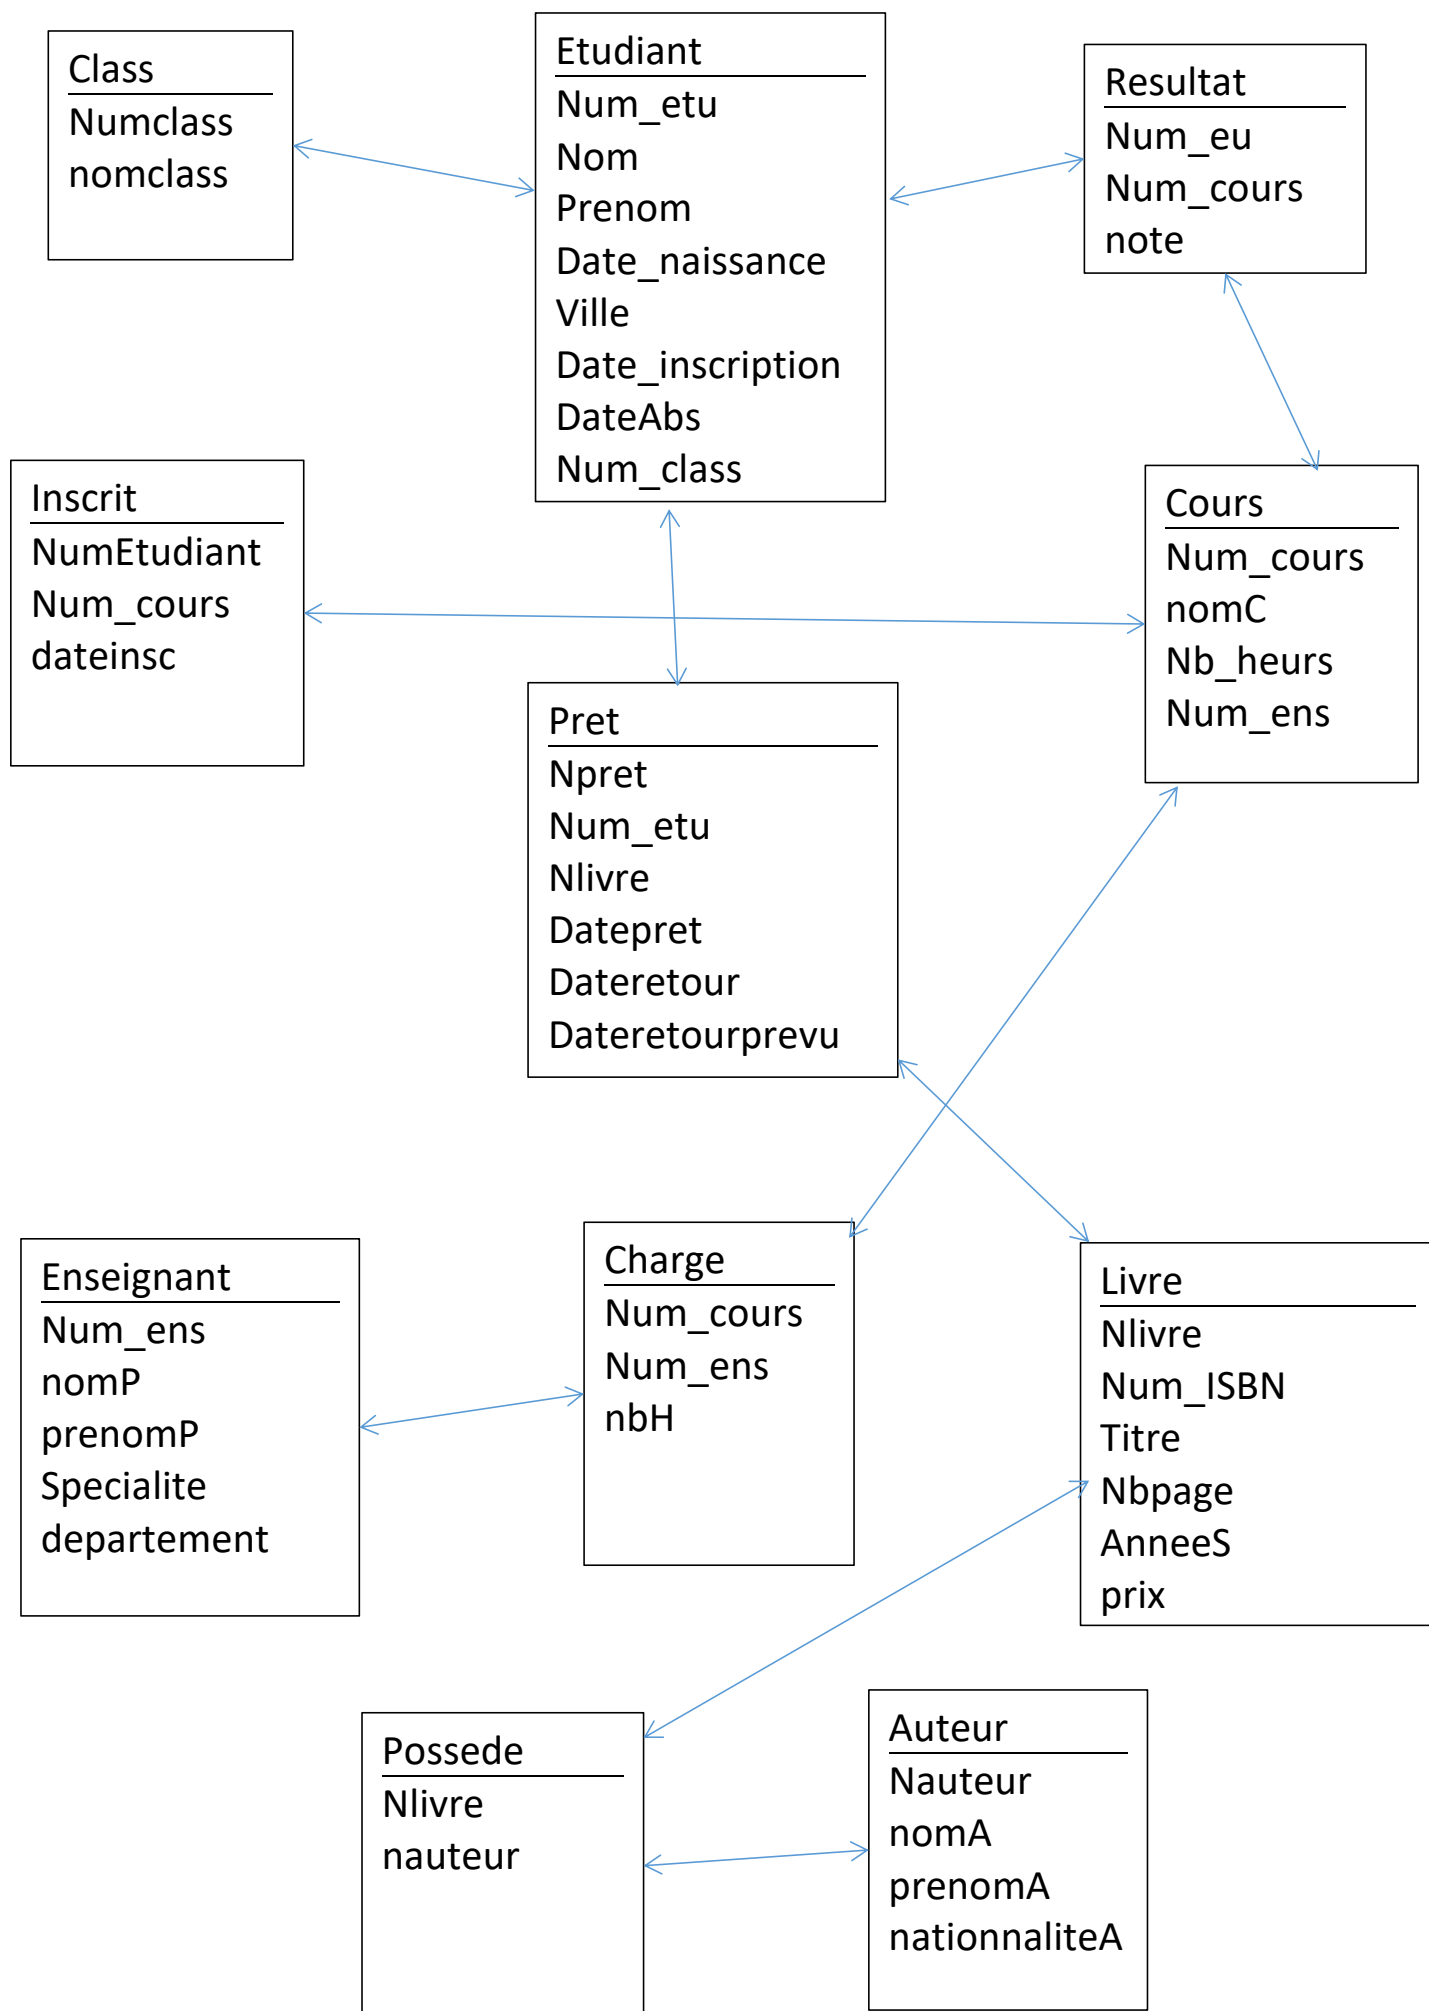 Class
Numclass
nomclass
Etudiant
Num_etu
Nom
Prenom
Date_naissance
Ville
Date_inscription
DateAbs
Num_class
Resultat
Num_eu
Num_cours
note
Inscrit
NumEtudiant
Num_cours
dateinsc
Cours
Num_cours
nomC
Nb_heurs
Num_ens
Pret
Npret
Num_etu
Nlivre
Datepret
Dateretour
Dateretourprevu
Enseignant
Num_ens
nomP
prenomP
Specialite
departement
Charge
Num_cours
Num_ens
nbH
Livre
Nlivre
Num_ISBN
Titre
Nbpage
AnneeS
prix
Possede
Nlivre
nauteur
Auteur
Nauteur
nomA
prenomA
nationnaliteA